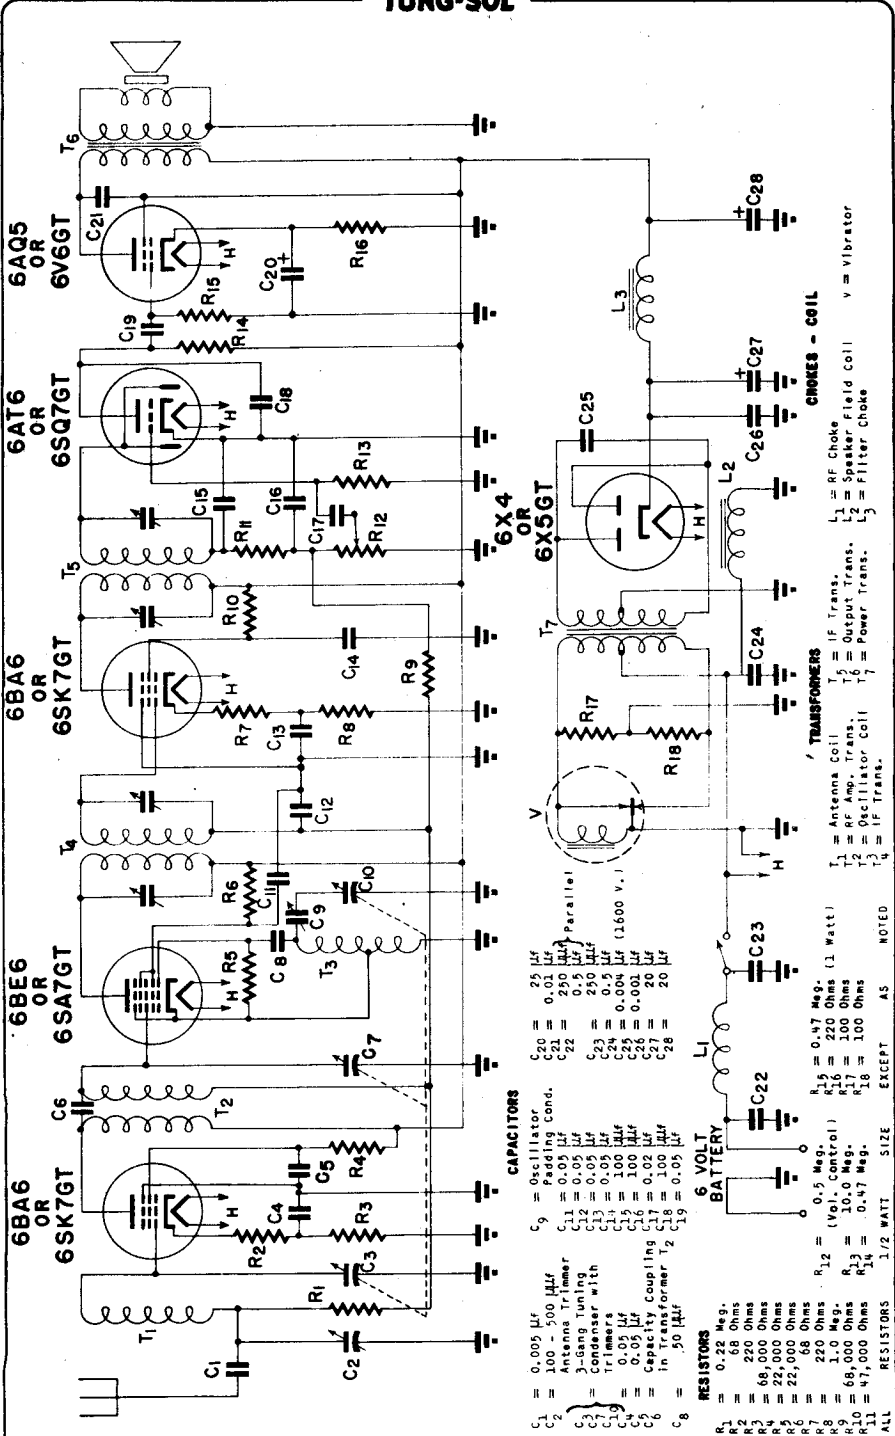 TUNG-SOL
6BA6
OR
6SK7GT
6BE6
OR
6SA7GT
6BA6
OR
6SK7GT
6AT6
OR
6SQ7GT
6AQ5
OR
6V6GT
C1
C2
T1
R1
C3
R2
C4
R3
C5
R4
C6
T2
C7
H
R5
C8
T3
C9
C10
R6
C11
T4
C12
C13
R7
R8
H
R9
C14
R10
T5
R11
C15
C16
C17
R12
R13
C18
H
R14
C19
R15
C20
+
R16
C21
H
T6
6 VOLT
BATTERY
C22
L1
C23
H
V
R17
R18
T7
C24
L2
6X4
OR
6X5GT
H
C25
C26
C27
+
L3
C28
+
CAPACITORS
C1 = 0.005 µf
C2 = 100 - 500 µµf
Antenna Trimmer
C3 C7 C10 } = 3-Gang Tuning
Condenser with
Trimmers
C4 = 0.05 µf
C5 = 0.05 µf
C6 = Capacity Coupling
in Transformer T2
C8 = 50 µµf
C9 = Oscillator
Padding Cond.
C11 = 0.05 µf
C12 = 0.05 µf
C13 = 0.05 µf
C14 = 0.05 µf
C15 = 100 µµf
C16 = 100 µµf
C17 = 0.02 µf
C18 = 100 µµf
C19 = 0.05 µf
C20 = 25 µf
C21 = 0.01 µf
C22 = 250 µµf
0.5 µf } Parallel
C23 = 250 µµf
C24 = 0.5 µf
C25 = 0.004 µf (1600 V.)
C26 = 0.001 µf
C27 = 20 µf
C28 = 20 µf
RESISTORS
R1 = 0.22 Meg.
R2 = 68 Ohms
R3 = 220 Ohms
R4 = 68,000 Ohms
R5 = 22,000 Ohms
R6 = 22,000 Ohms
R7 = 68 Ohms
R8 = 220 Ohms
R9 = 1.0 Meg.
R10 = 68,000 Ohms
R11 = 47,000 Ohms
R12 = 0.5 Meg.
(Vol. Control)
R13 = 10.0 Meg.
R14 = 0.47 Meg.
R15 = 0.47 Meg.
R16 = 220 Ohms (1 Watt)
R17 = 100 Ohms
R18 = 100 Ohms
ALL RESISTORS 1/2 WATT SIZE EXCEPT AS NOTED
TRANSFORMERS
T1 = Antenna Coil
T2 = RF Amp. Trans.
T3 = Oscillator Coil
T4 = IF Trans.
T5 = IF Trans.
T6 = Output Trans.
T7 = Power Trans.
CHOKES - COIL
L1 = RF Choke
L2 = Speaker Field Coil
L3 = Filter Choke
V = Vibrator